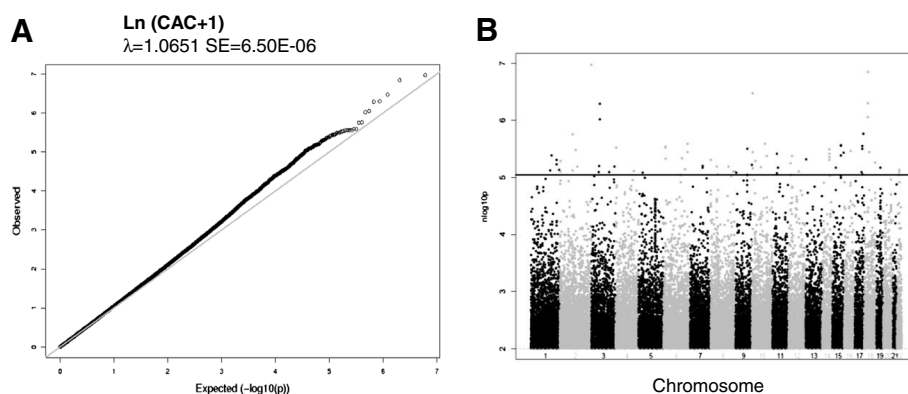 A
Ln (CAC+1)
λ=1.0651 SE=6.50E-06
7
6
5
4
3
2
1
0
Observed
0 1 2 3 4 5 6 7
Expected (−log10(p))
B
7
6
5
4
3
2
nlog10p
1 3 5 7 9 11 13 15 17 19 21
Chromosome